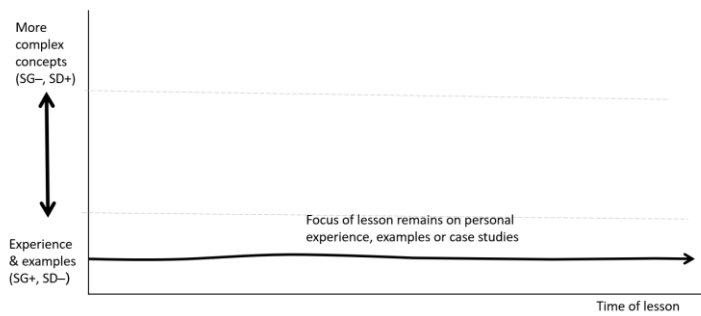 More
complex
concepts
(SG–, SD+)
Focus of lesson remains on personal
experience, examples or case studies
Experience
& examples
(SG+, SD–)
Time of lesson